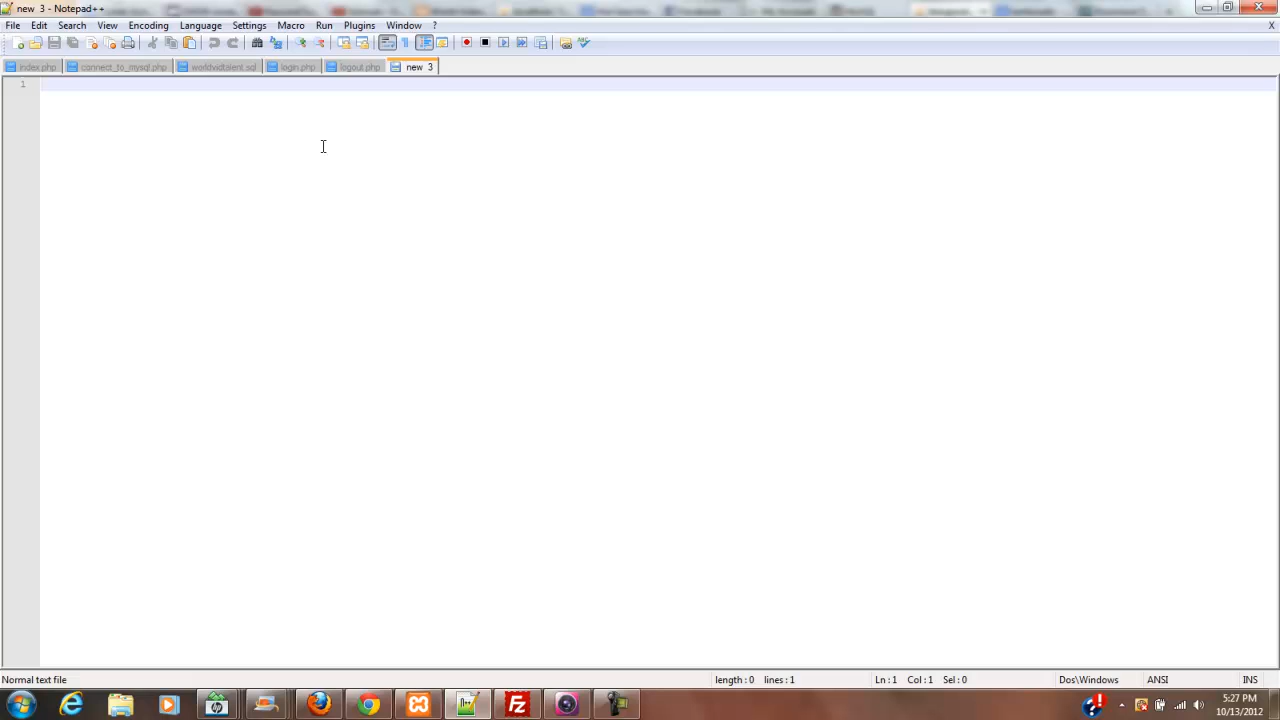 new 3 - Notepad++
File Edit Search View Encoding Language Settings Macro Run Plugins Window ? X
index.php connect_to_mysql.php worldvidtalent.sql login.php logout.php new 3
1
Normal text file length : 0 lines : 1 Ln : 1 Col : 1 Sel : 0 Dos\Windows ANSI INS
5:27 PM
10/13/2012